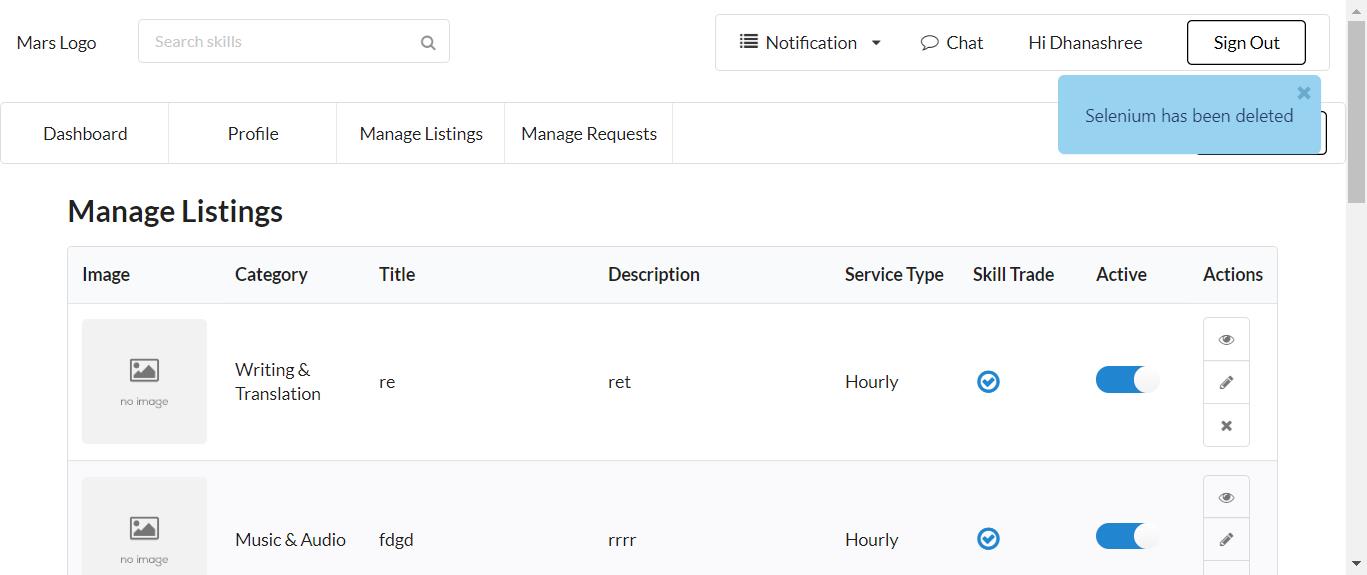 Mars Logo
Search skills
Notification
Chat
Hi Dhanashree
Sign Out
Selenium has been deleted
Dashboard
Profile
Manage Listings
Manage Requests
Manage Listings
Image
Category
Title
Description
Service Type
Skill Trade
Active
Actions
no image
Writing &
Translation
re
ret
Hourly
no image
Music & Audio
fdgd
rrrr
Hourly